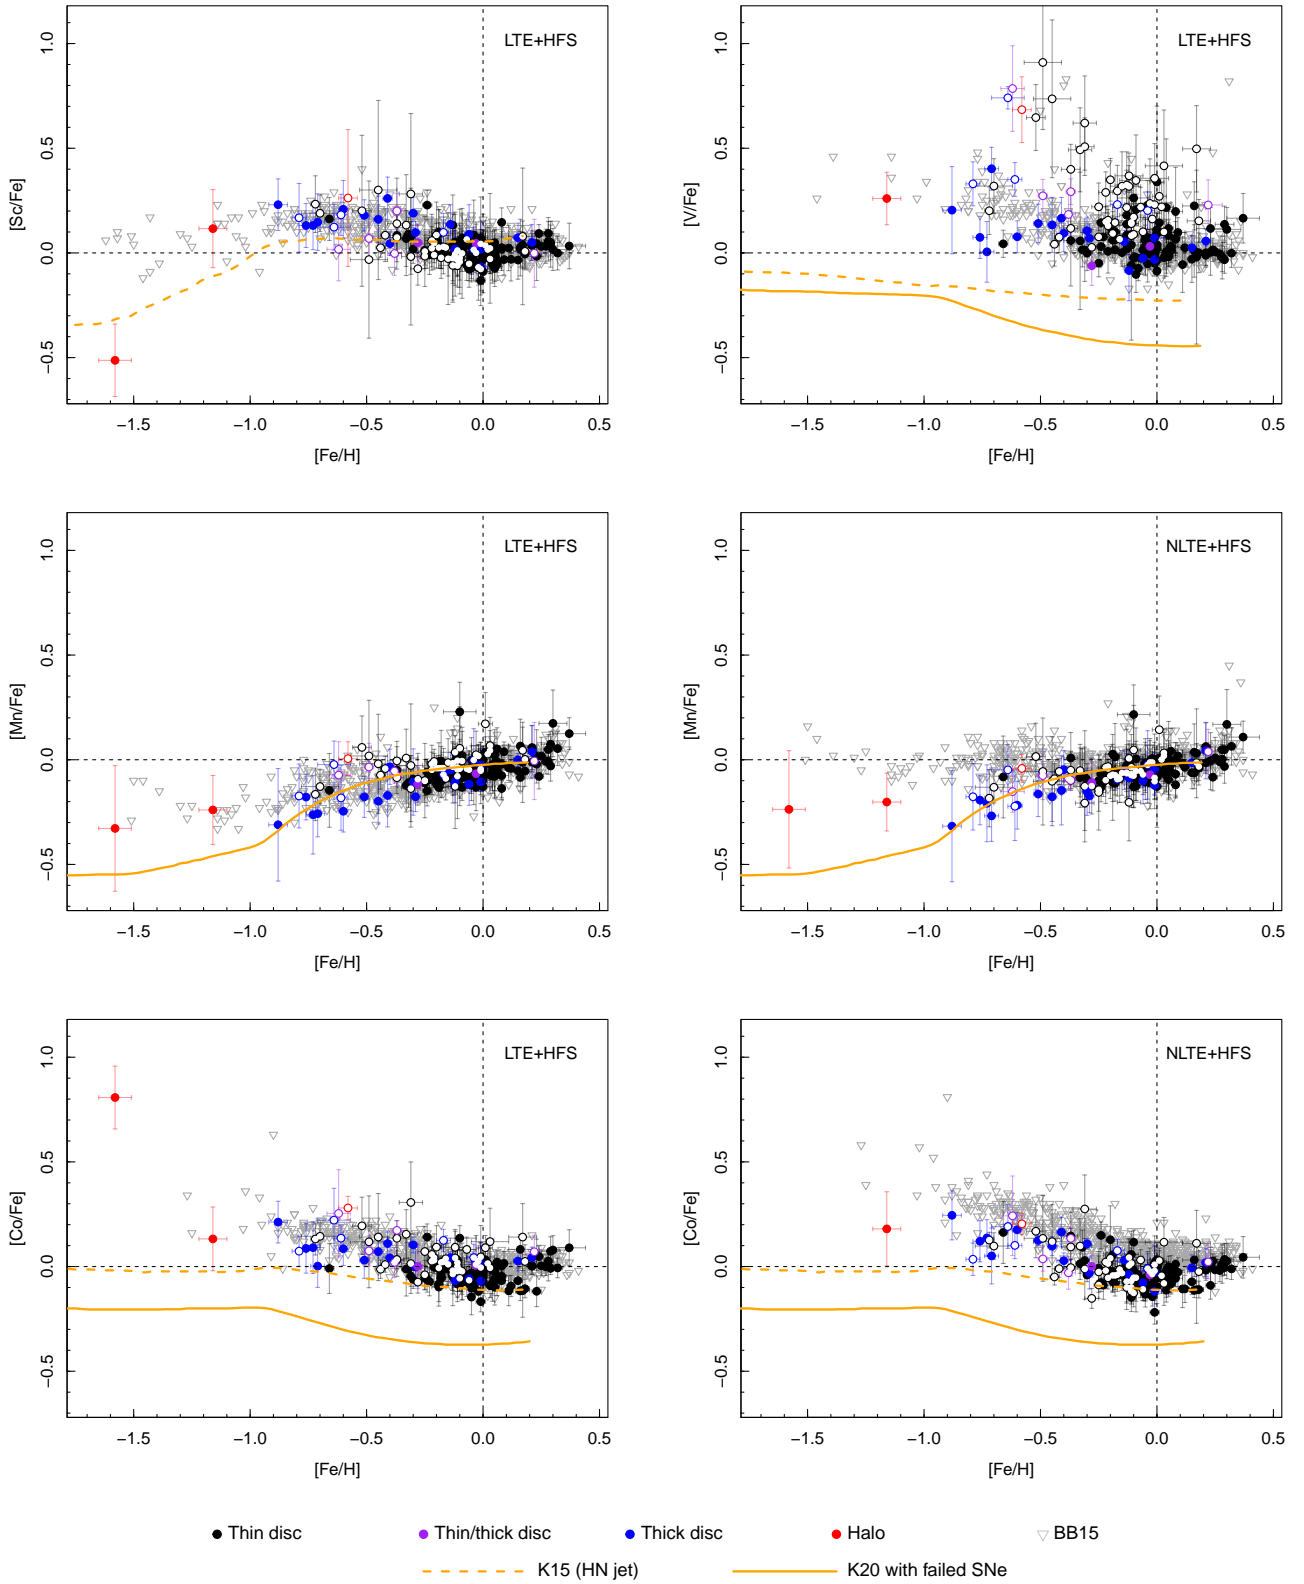 LTE+HFS
LTE+HFS
[Sc/Fe]
[V/Fe]
1.0
0.5
0.0
−0.5
1.0
0.5
0.0
−0.5
−1.5 −1.0 −0.5 0.0 0.5
−1.5 −1.0 −0.5 0.0 0.5
[Fe/H]
[Fe/H]
LTE+HFS
NLTE+HFS
[Mn/Fe]
[Mn/Fe]
1.0
0.5
0.0
−0.5
1.0
0.5
0.0
−0.5
−1.5 −1.0 −0.5 0.0 0.5
−1.5 −1.0 −0.5 0.0 0.5
[Fe/H]
[Fe/H]
LTE+HFS
NLTE+HFS
[Co/Fe]
[Co/Fe]
1.0
0.5
0.0
−0.5
1.0
0.5
0.0
−0.5
−1.5 −1.0 −0.5 0.0 0.5
−1.5 −1.0 −0.5 0.0 0.5
[Fe/H]
[Fe/H]
Thin disc Thin/thick disc Thick disc Halo BB15
K15 (HN jet) K20 with failed SNe